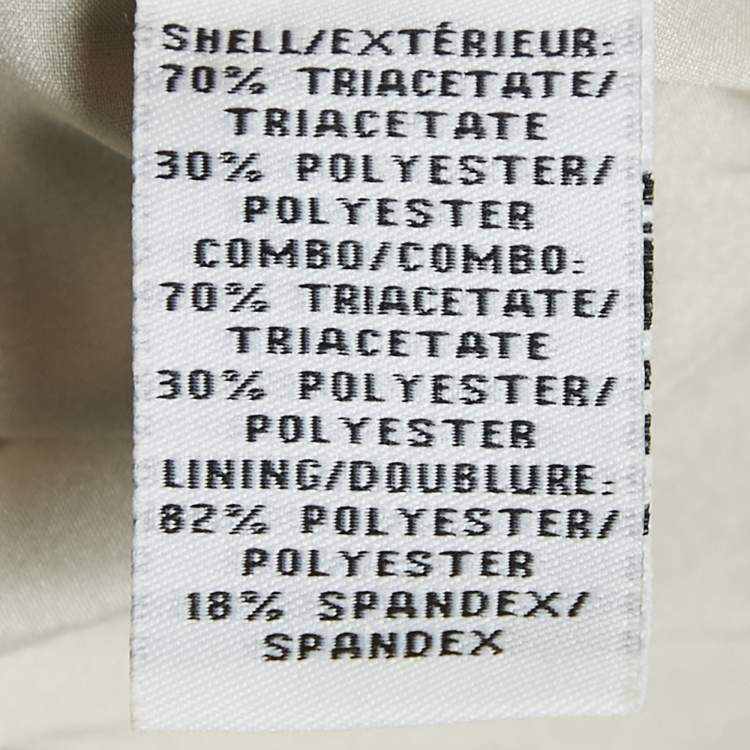 SHELL/EXTÉRIEUR:
70% TRIACETATE/
TRIACETATE
30% POLYESTER/
POLYESTER
COMBO/COMBO:
70% TRIACETATE/
TRIACETATE
30% POLYESTER/
POLYESTER
LINING/DOUBLURE:
82% POLYESTER/
POLYESTER
18% SPANDEX/
SPANDEX